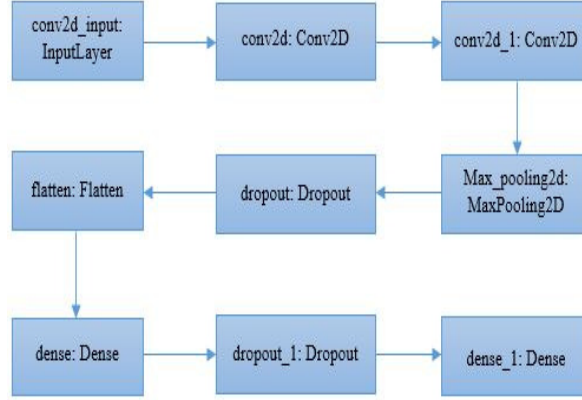 conv2d_input:
InputLayer
conv2d: Conv2D
conv2d_1: Conv2D
flatten: Flatten
dropout: Dropout
Max_pooling2d:
MaxPooling2D
dense: Dense
dropout_1: Dropout
dense_1: Dense